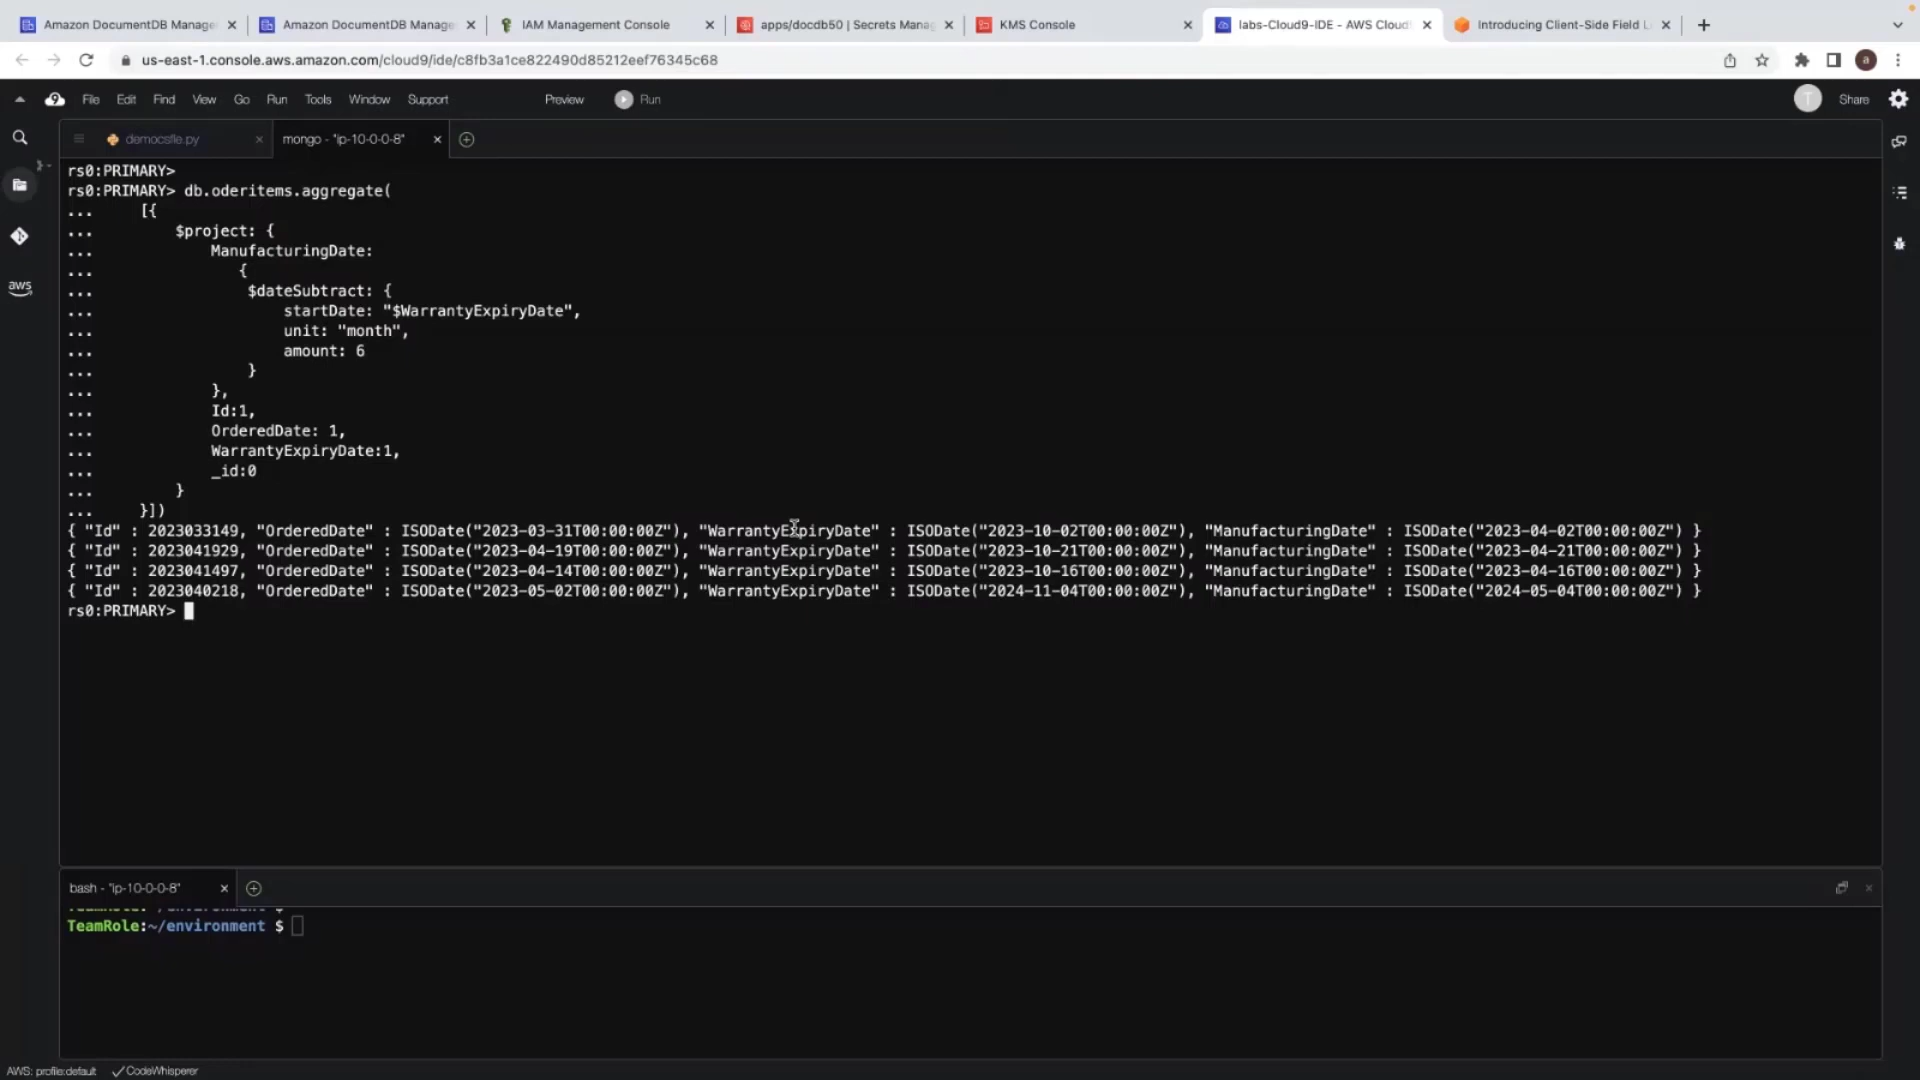 Amazon DocumentDB Manage
Amazon DocumentDB Manage
IAM Management Console
apps/docdb50 | Secrets Manag
KMS Console
labs-Cloud9-IDE - AWS Cloud
Introducing Client-Side Field L
us-east-1.console.aws.amazon.com/cloud9/ide/c8fb3a1ce822490d85212eef76345c68
a
9 File Edit Find View Go Run Tools Window Support Preview Run T Share
democsfle.py
mongo - "ip-10-0-0-8"
aws
rs0:PRIMARY>
rs0:PRIMARY> db.oderitems.aggregate(
... [{
... $project: {
... ManufacturingDate:
... {
... $dateSubtract: {
... startDate: "$WarrantyExpiryDate",
... unit: "month",
... amount: 6
... }
... },
... Id:1,
... OrderedDate: 1,
... WarrantyExpiryDate:1,
... _id:0
... }
... }])
{ "Id" : 2023033149, "OrderedDate" : ISODate("2023-03-31T00:00:00Z"), "WarrantyExpiryDate" : ISODate("2023-10-02T00:00:00Z"), "ManufacturingDate" : ISODate("2023-04-02T00:00:00Z") }
{ "Id" : 2023041929, "OrderedDate" : ISODate("2023-04-19T00:00:00Z"), "WarrantyExpiryDate" : ISODate("2023-10-21T00:00:00Z"), "ManufacturingDate" : ISODate("2023-04-21T00:00:00Z") }
{ "Id" : 2023041497, "OrderedDate" : ISODate("2023-04-14T00:00:00Z"), "WarrantyExpiryDate" : ISODate("2023-10-16T00:00:00Z"), "ManufacturingDate" : ISODate("2023-04-16T00:00:00Z") }
{ "Id" : 2023040218, "OrderedDate" : ISODate("2023-05-02T00:00:00Z"), "WarrantyExpiryDate" : ISODate("2024-11-04T00:00:00Z"), "ManufacturingDate" : ISODate("2024-05-04T00:00:00Z") }
rs0:PRIMARY>
bash - "ip-10-0-0-8"
TeamRole:~/environment $
AWS: profile:default CodeWhisperer